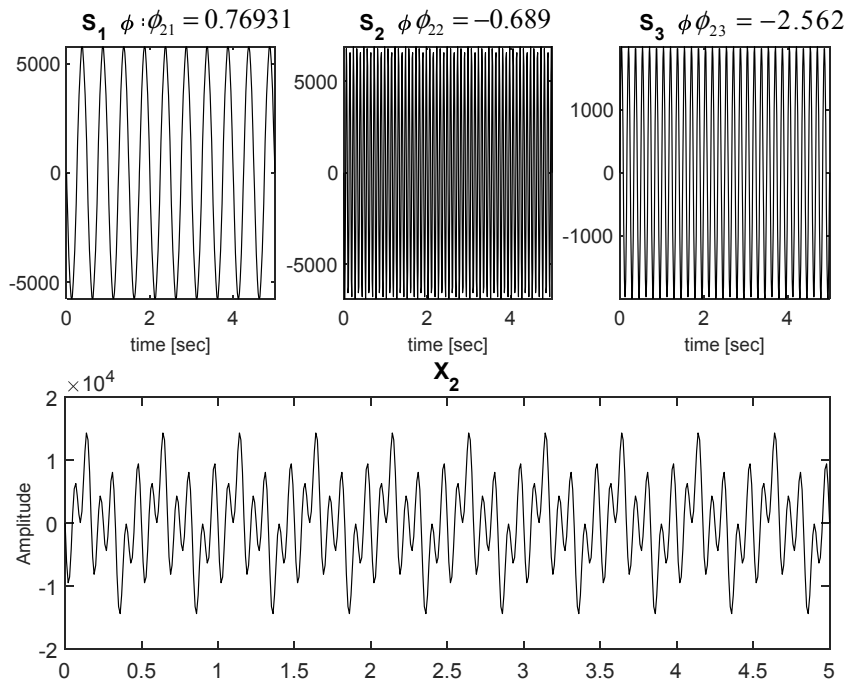 S1 ϕ : ϕ21 = 0.76931
S2 ϕ ϕ22 = −0.689
S3 ϕ ϕ23 = −2.562
5000
0
-5000
0 2 4
time [sec]
5000
0
-5000
0 2 4
time [sec]
1000
0
-1000
0 2 4
time [sec]
X2
×10^4
2
1
0
-1
-2
Amplitude
0 0.5 1 1.5 2 2.5 3 3.5 4 4.5 5